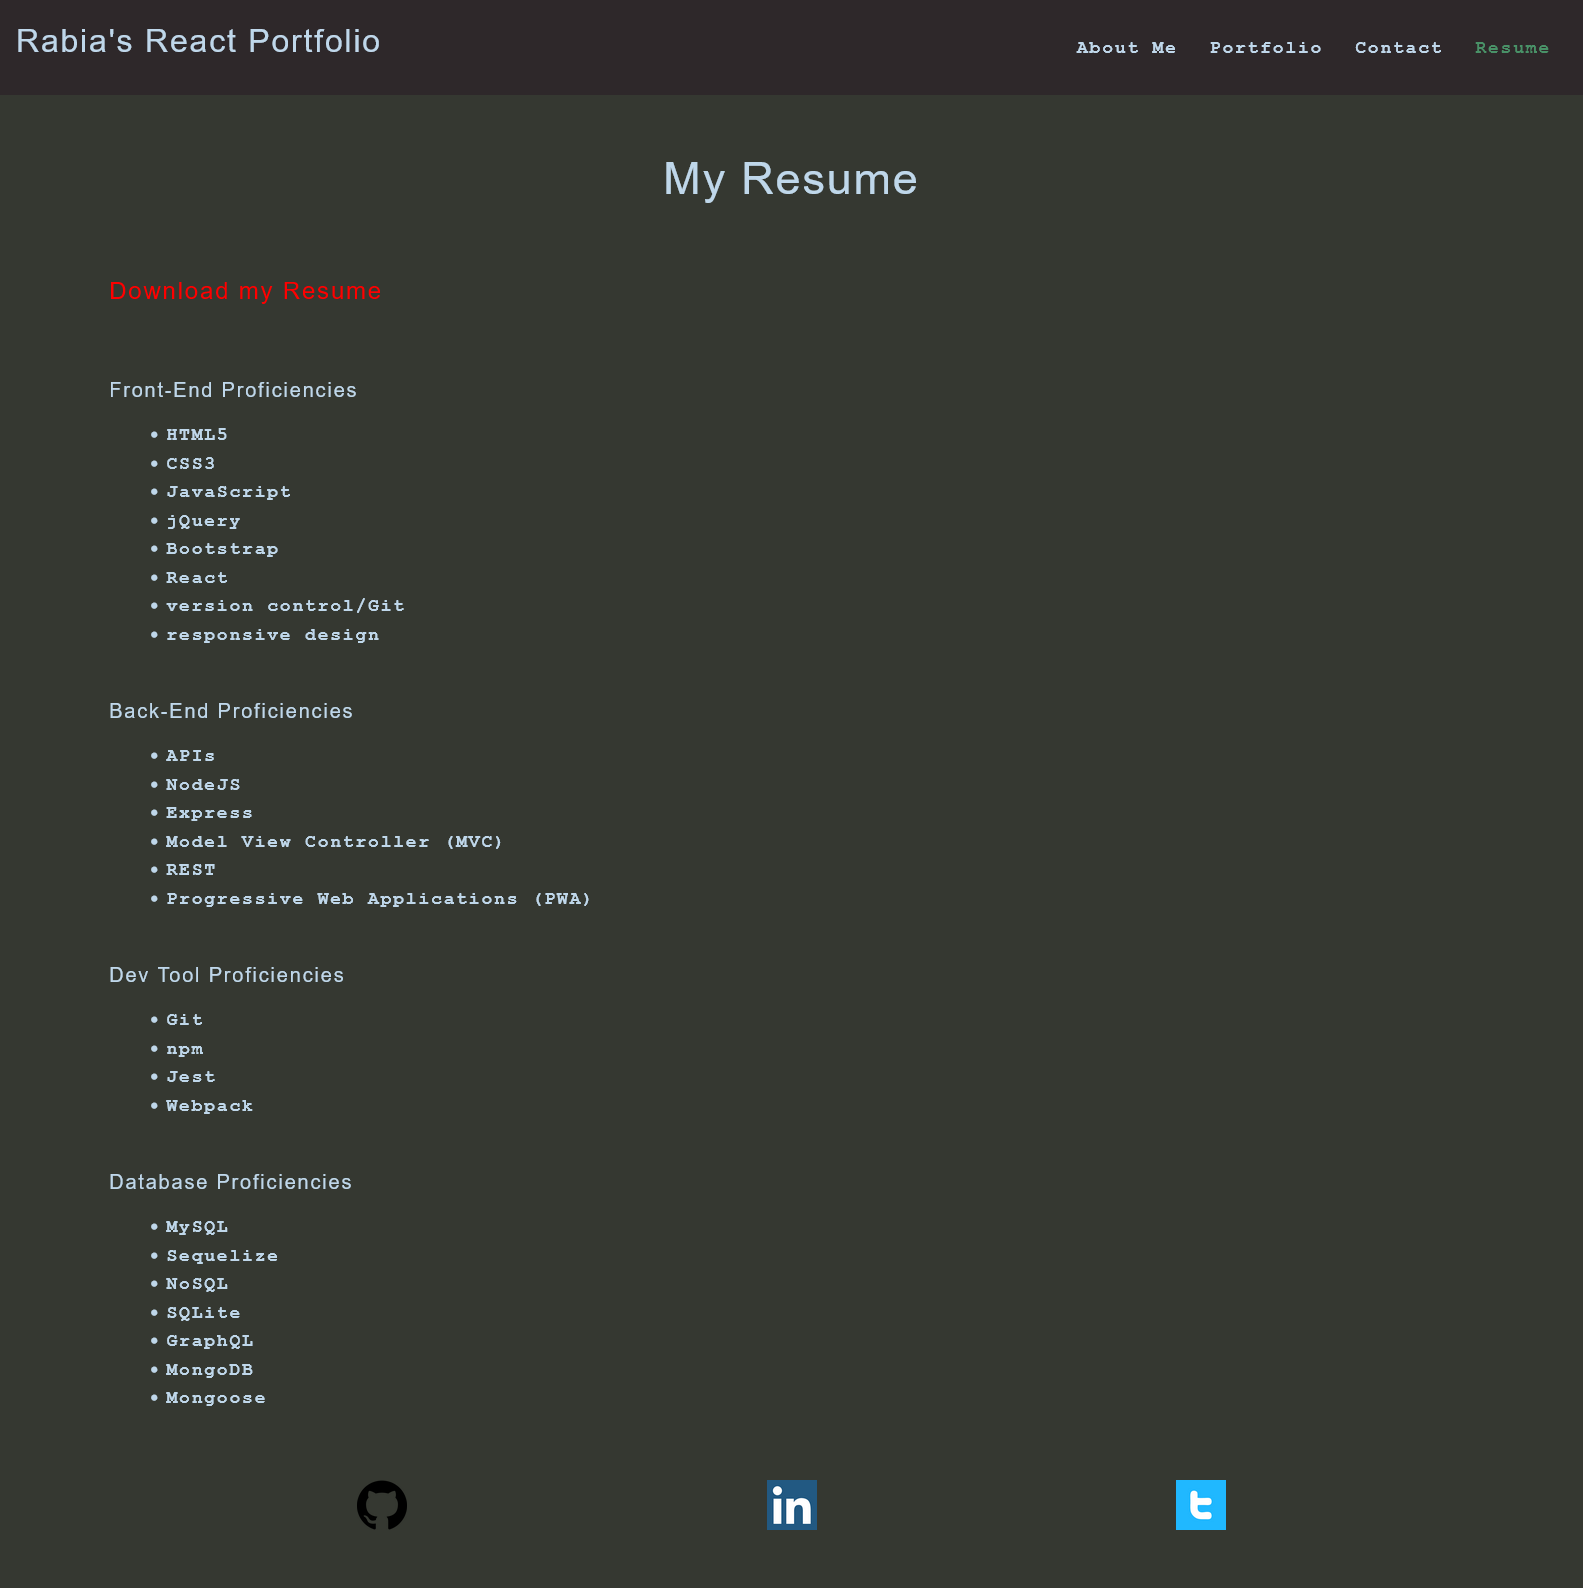 Rabia's React Portfolio
About Me Portfolio Contact Resume
My Resume
Download my Resume
Front-End Proficiencies
• HTML5
• CSS3
• JavaScript
• jQuery
• Bootstrap
• React
• version control/Git
• responsive design
Back-End Proficiencies
• APIs
• NodeJS
• Express
• Model View Controller (MVC)
• REST
• Progressive Web Applications (PWA)
Dev Tool Proficiencies
• Git
• npm
• Jest
• Webpack
Database Proficiencies
• MySQL
• Sequelize
• NoSQL
• SQLite
• GraphQL
• MongoDB
• Mongoose
in
t